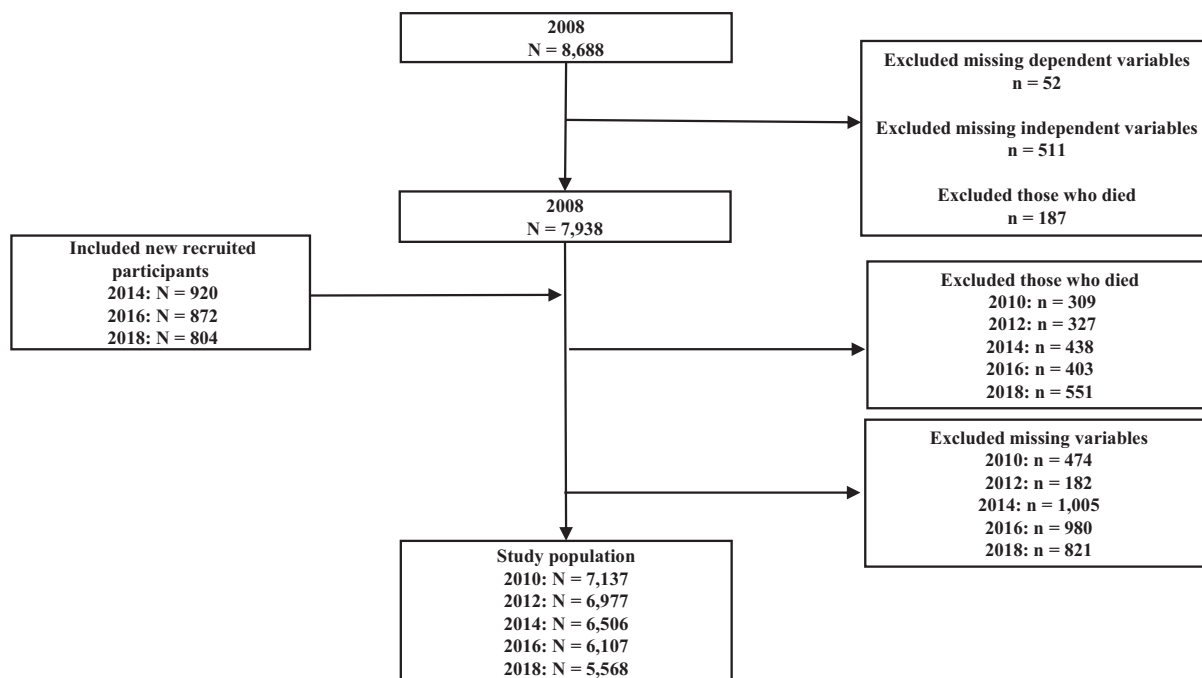 2008
N = 8,688
Excluded missing dependent variables
n = 52
Excluded missing independent variables
n = 511
Excluded those who died
n = 187
2008
N = 7,938
Included new recruited
participants
2014: N = 920
2016: N = 872
2018: N = 804
Excluded those who died
2010: n = 309
2012: n = 327
2014: n = 438
2016: n = 403
2018: n = 551
Excluded missing variables
2010: n = 474
2012: n = 182
2014: n = 1,005
2016: n = 980
2018: n = 821
Study population
2010: N = 7,137
2012: N = 6,977
2014: N = 6,506
2016: N = 6,107
2018: N = 5,568